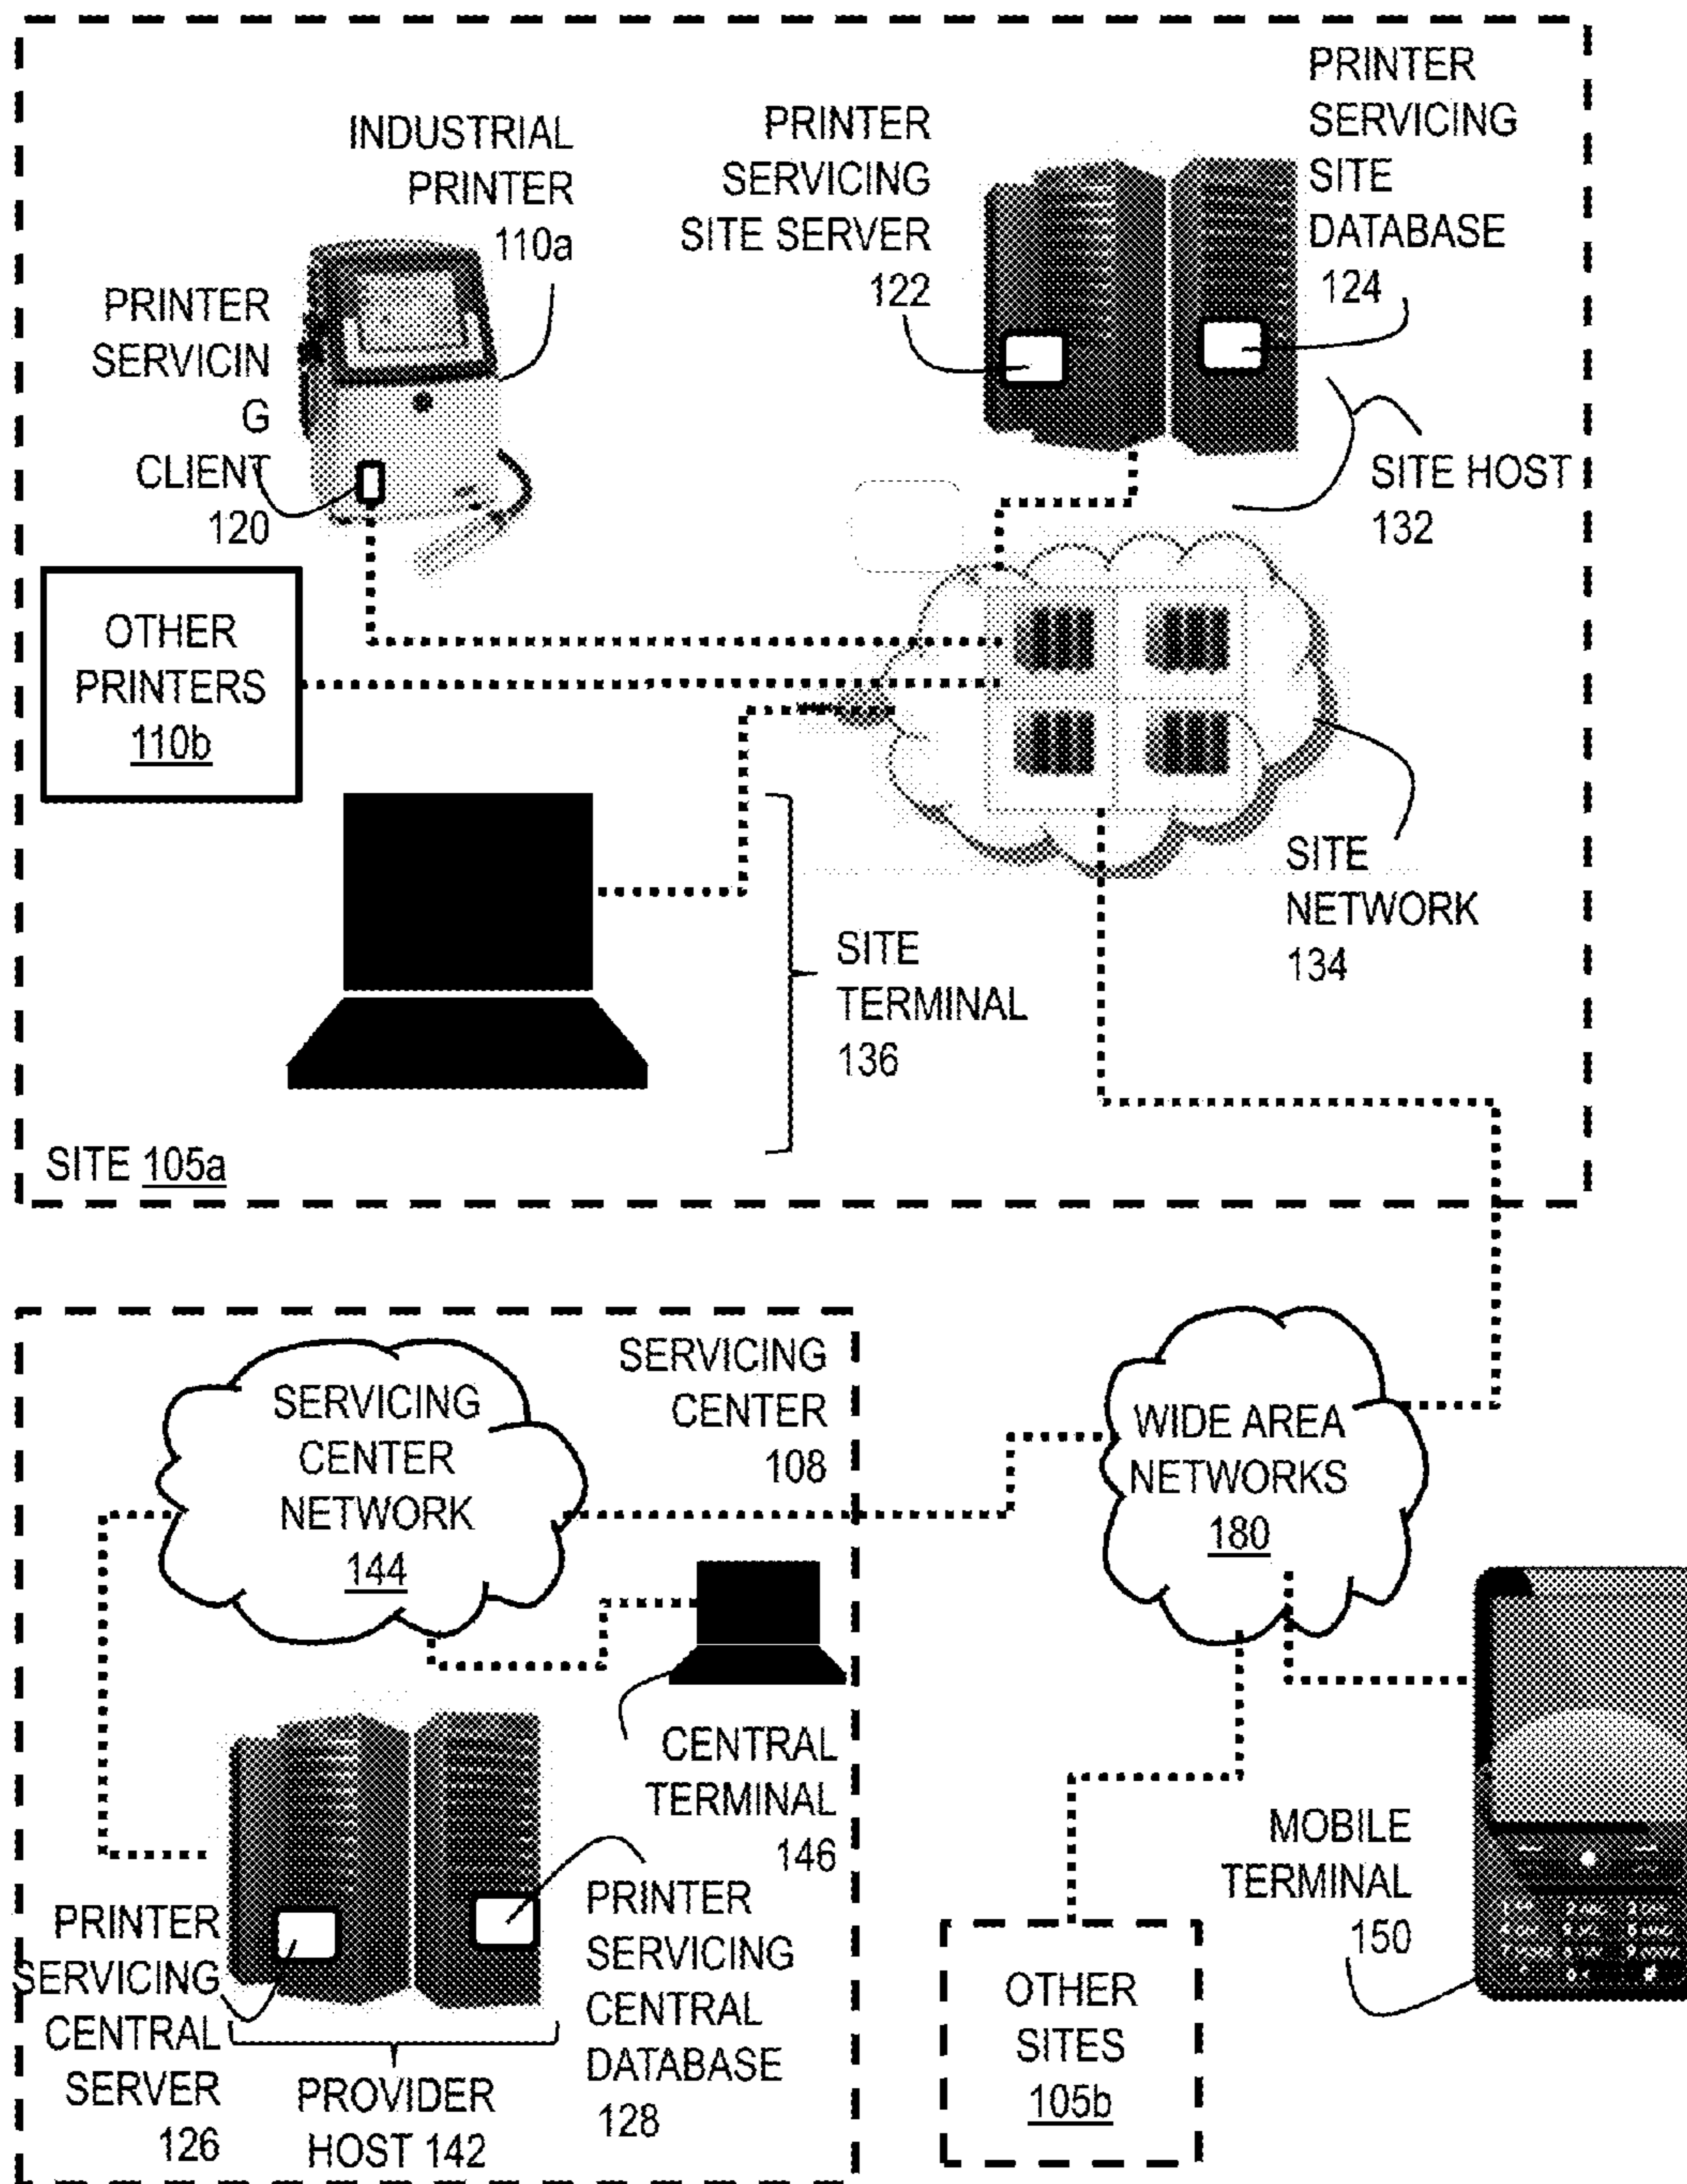 INDUSTRIAL
PRINTER
110a
PRINTER
SERVICING
SITE SERVER
122
PRINTER
SERVICING
SITE
DATABASE
124
PRINTER
SERVICIN
G
CLIENT
120
SITE HOST
132
OTHER
PRINTERS
110b
SITE
NETWORK
134
SITE
TERMINAL
136
SITE 105a
SERVICING
CENTER
108
SERVICING
CENTER
NETWORK
144
WIDE AREA
NETWORKS
180
CENTRAL
TERMINAL
146
MOBILE
TERMINAL
150
PRINTER
SERVICING
CENTRAL
SERVER
126
PRINTER
SERVICING
CENTRAL
DATABASE
128
PROVIDER
HOST 142
OTHER
SITES
105b